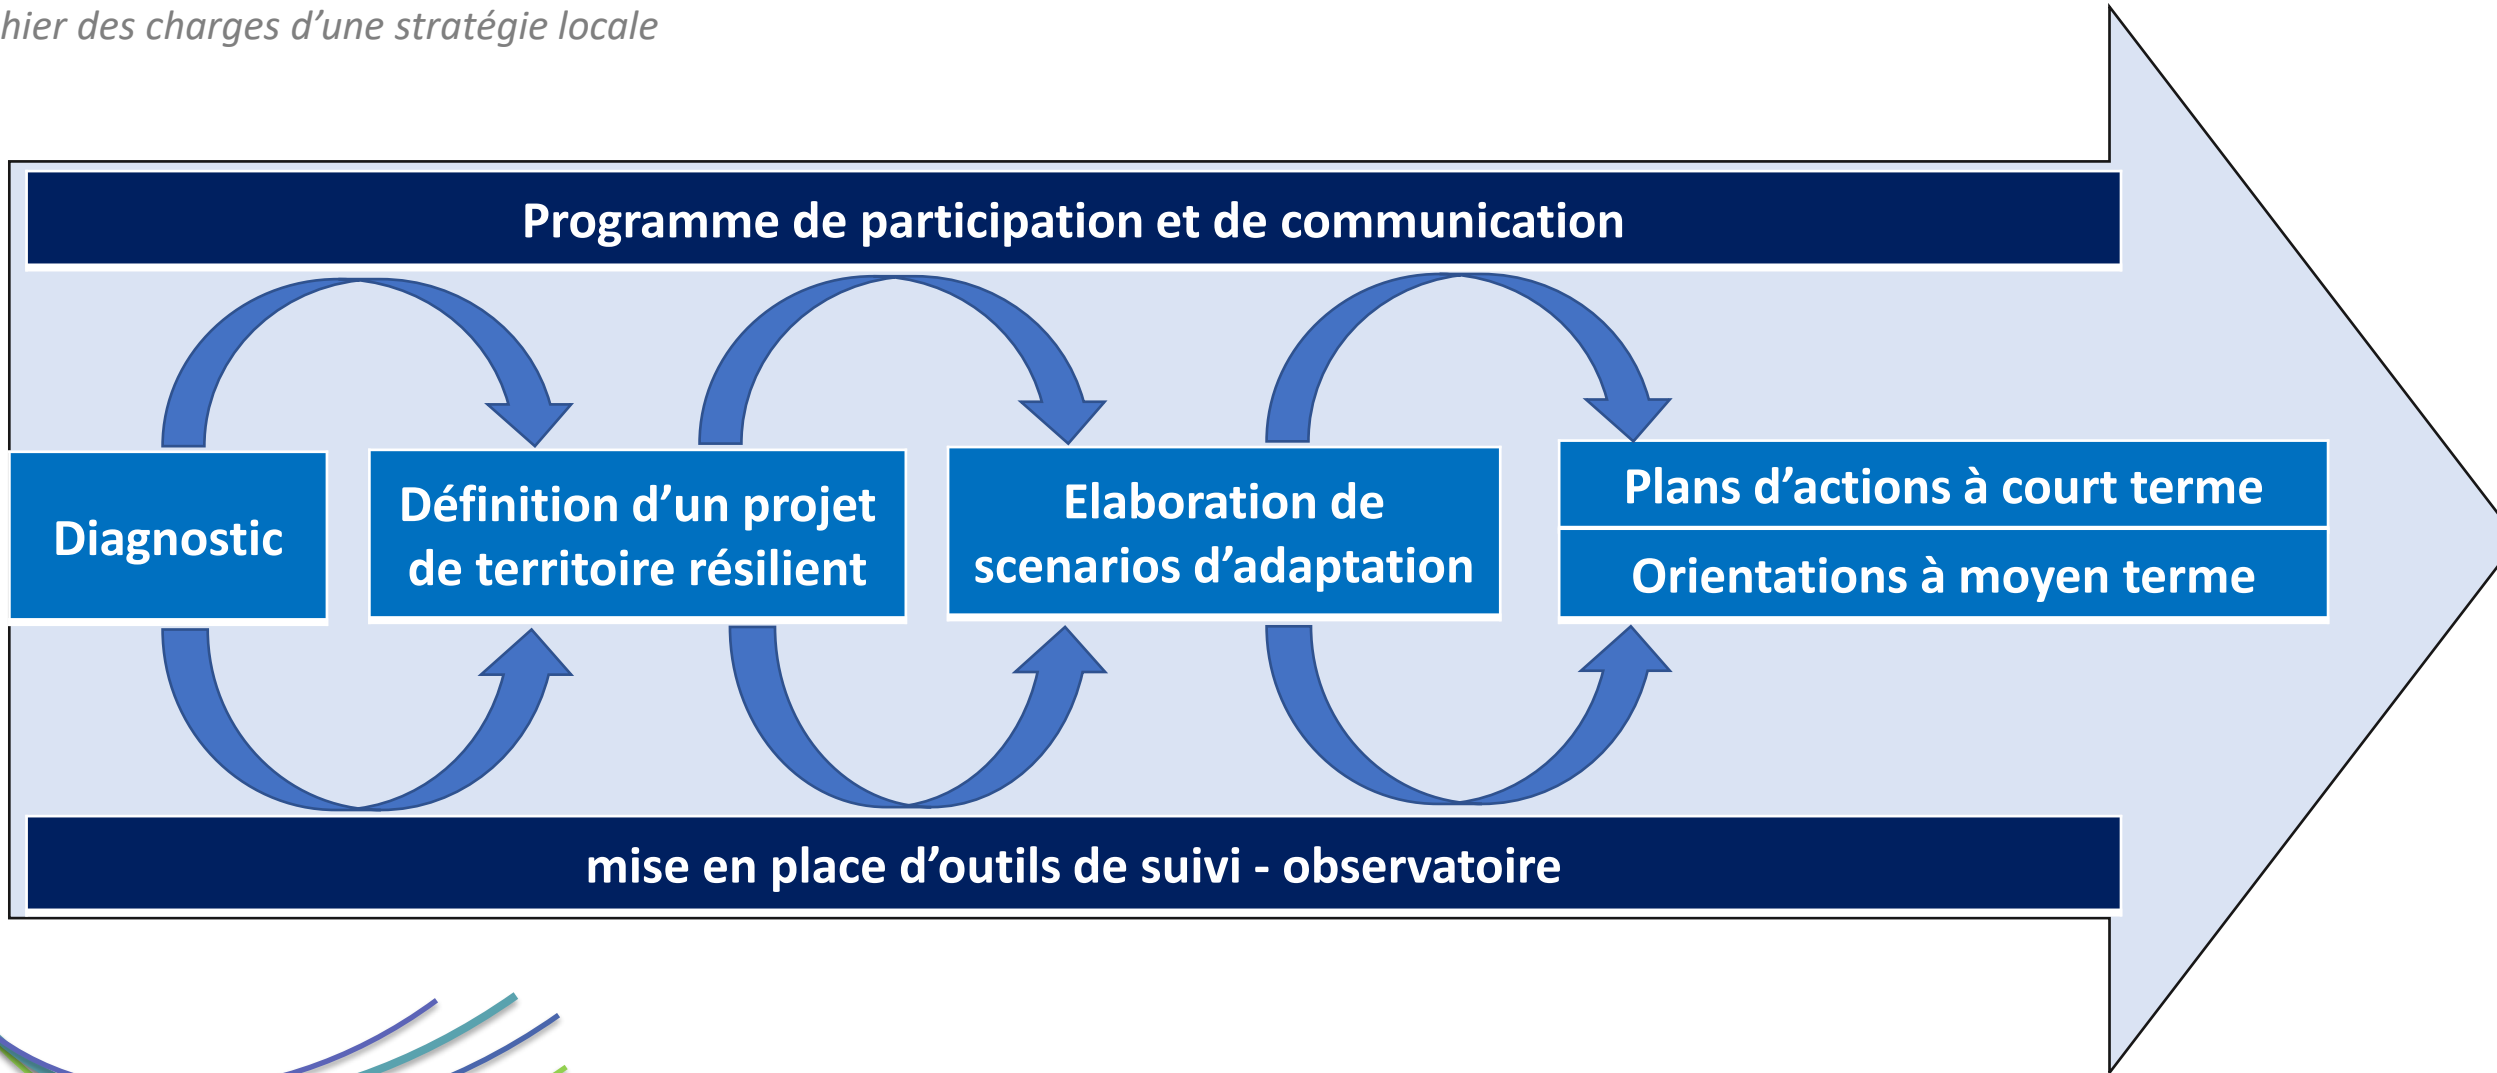 hier des charges d’une stratégie locale
Programme de participation et de communication
Diagnostic
Définition d’un projet
de territoire résilient
Elaboration de
scenarios d’adaptation
Plans d’actions à court terme
Orientations à moyen terme
mise en place d’outils de suivi - observatoire